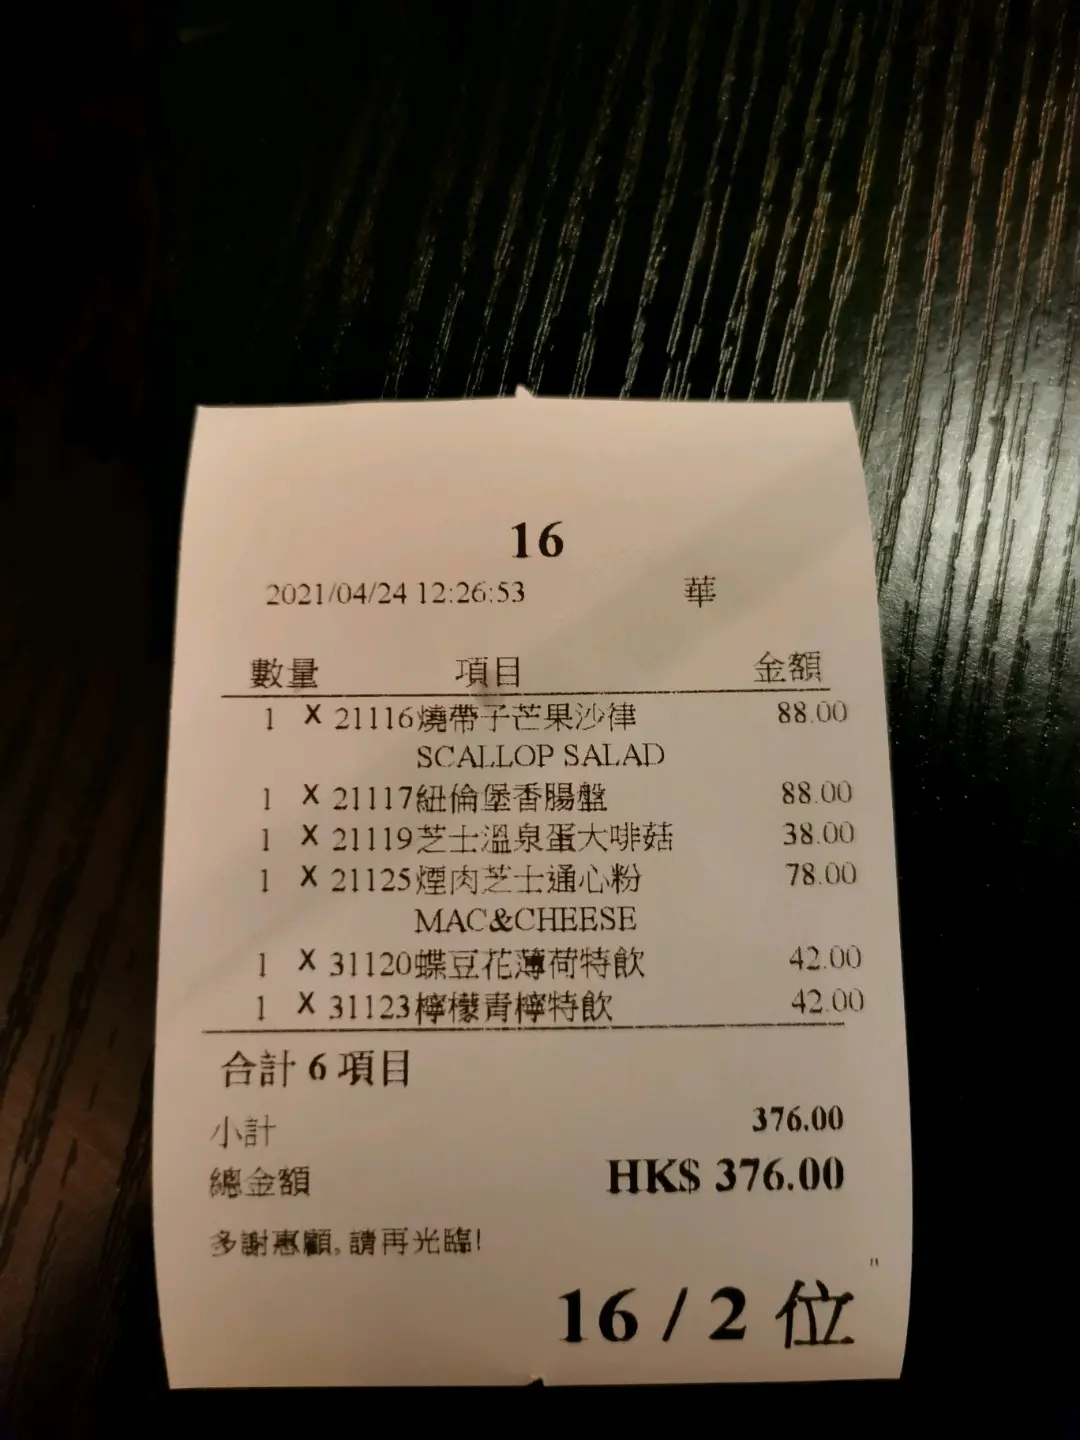 16
2021/04/24 12:26:53 華
數量 項目 金額
1 X 21116燒帶子芒果沙律 88.00
SCALLOP SALAD
1 X 21117紐倫堡香腸盤 88.00
1 X 21119芝士溫泉蛋大啡菇 38.00
1 X 21125煙肉芝士通心粉 78.00
MAC&CHEESE
1 X 31120蝶豆花薄荷特飲 42.00
1 X 31123檸檬青檸特飲 42.00
合計 6 項目
小計 376.00
總金額 HK$ 376.00
多謝惠顧, 請再光臨!
"
16 / 2 位